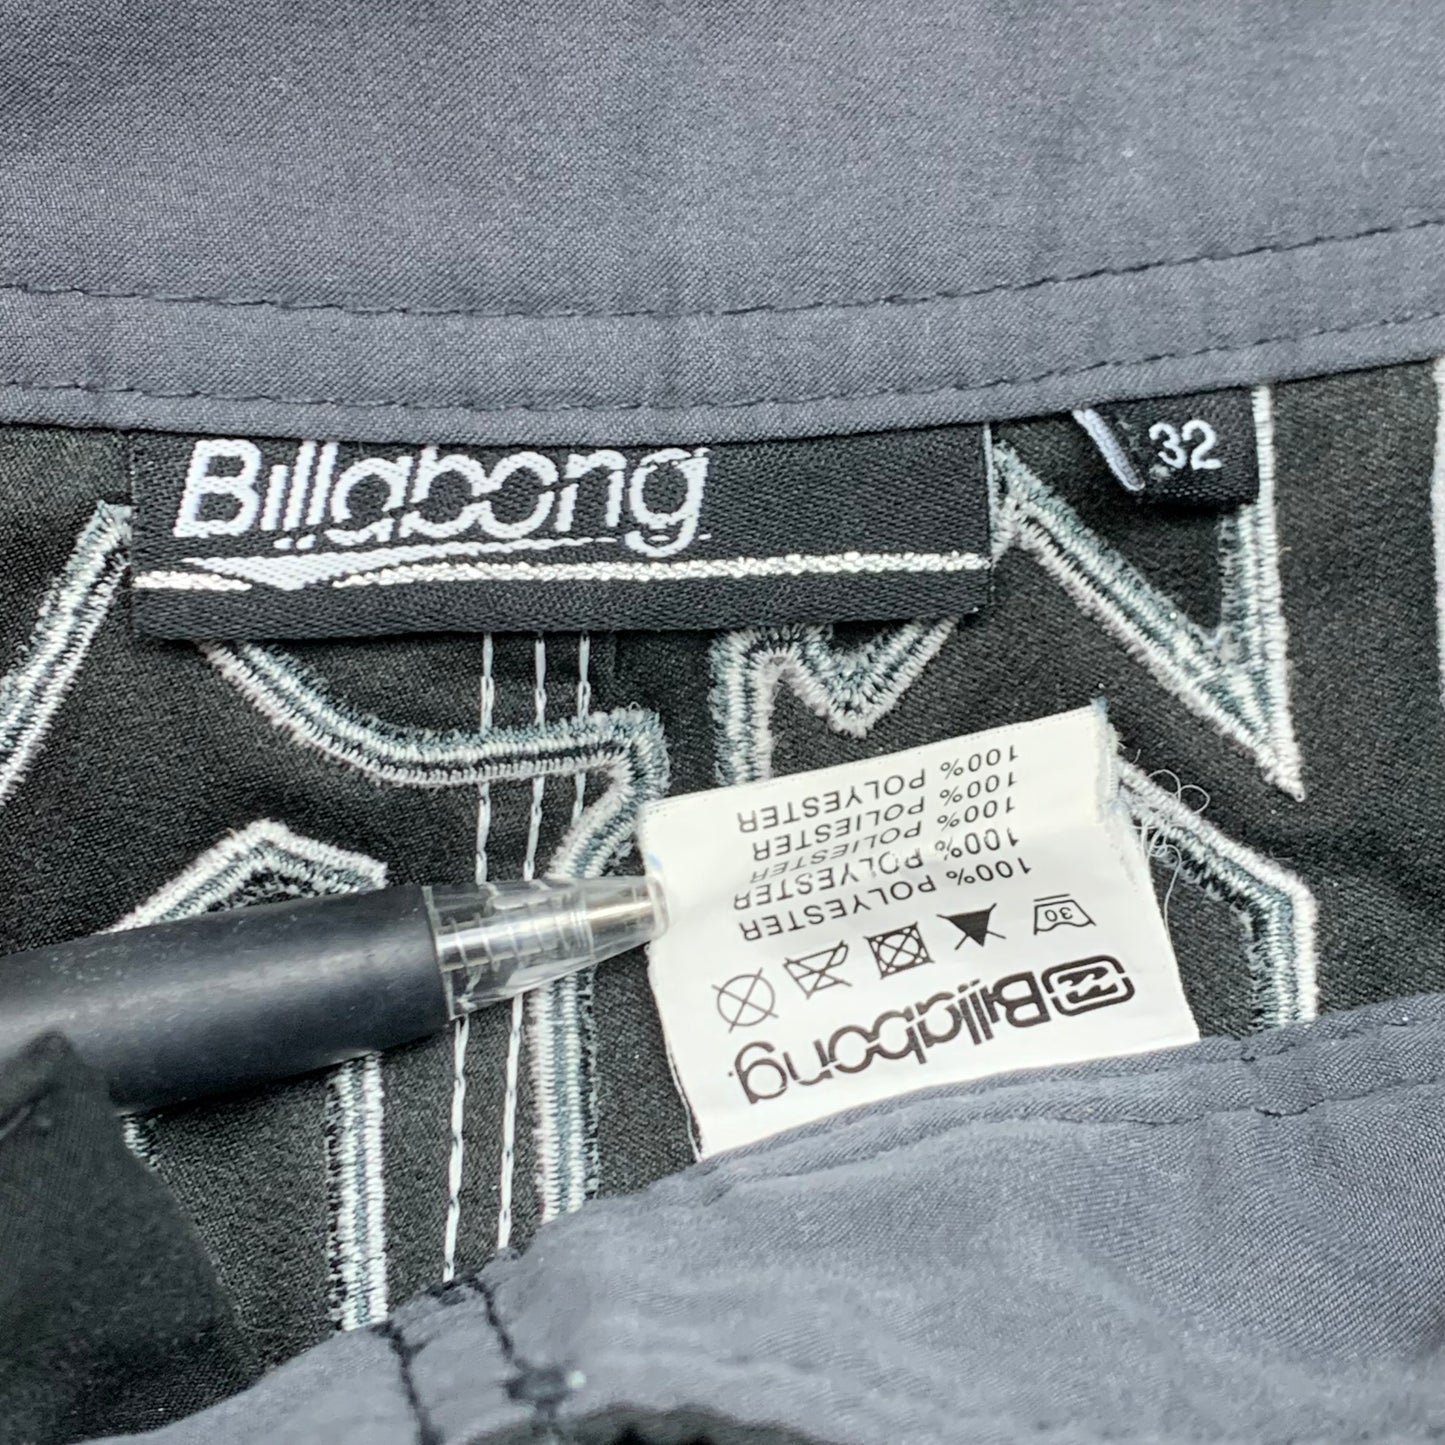 Billabong
32
100% POLYESTER
100% POLIESTER
100% POLIESTER
100% POLYESTER
100% POLYESTER
30
Billabong